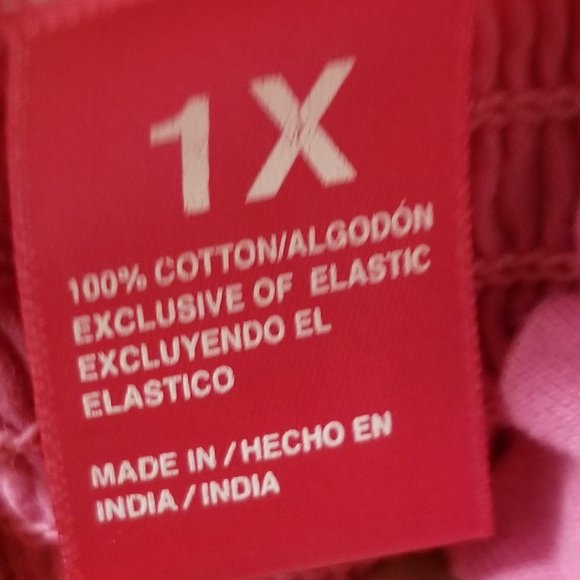 1X
100% COTTON/ALGODÓN
EXCLUSIVE OF ELASTIC
EXCLUYENDO EL
ELASTICO
MADE IN/HECHO EN
INDIA/INDIA